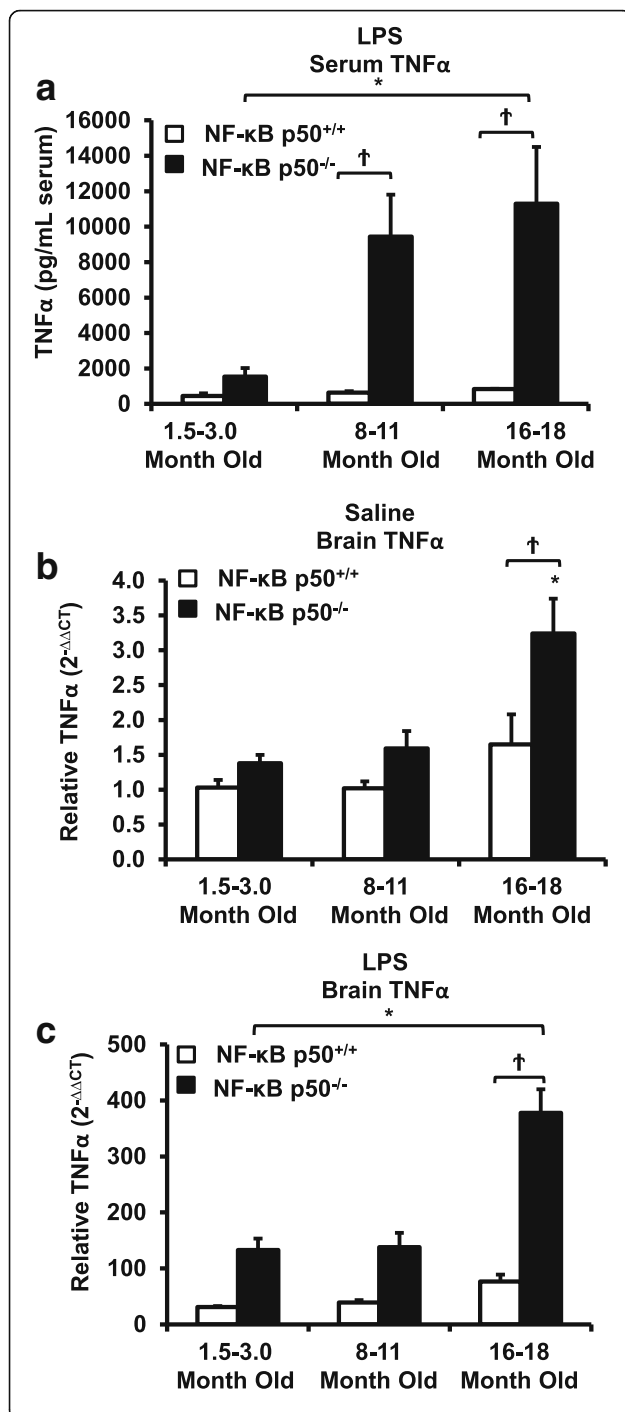 LPS
Serum TNFα
a
*
ϯ
ϯ
NF-κB p50+/+
NF-κB p50-/-
TNFα (pg/mL serum)
16000
14000
12000
10000
8000
6000
4000
2000
0
1.5-3.0 8-11 16-18
Month Old Month Old Month Old
Saline
Brain TNFα
b
ϯ
*
NF-κB p50+/+
NF-κB p50-/-
Relative TNFα (2-ΔΔCT)
4.0
3.5
3.0
2.5
2.0
1.5
1.0
0.5
0.0
1.5-3.0 8-11 16-18
Month Old Month Old Month Old
LPS
Brain TNFα
c
*
ϯ
NF-κB p50+/+
NF-κB p50-/-
Relative TNFα (2-ΔΔCT)
500
400
300
200
100
0
1.5-3.0 8-11 16-18
Month Old Month Old Month Old